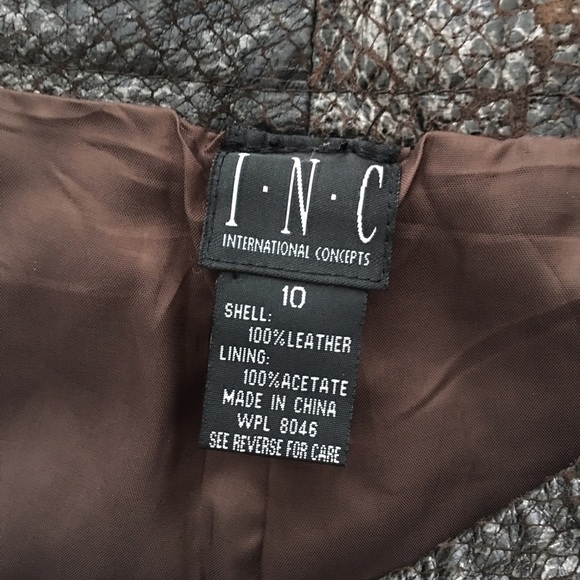 I·N·C
INTERNATIONAL CONCEPTS
10
SHELL:
100%LEATHER
LINING:
100%ACETATE
MADE IN CHINA
WPL 8046
SEE REVERSE FOR CARE